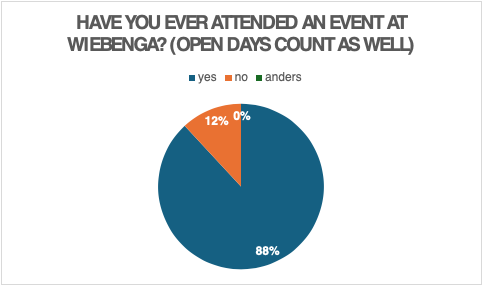 HAVE YOU EVER ATTENDED AN EVENT AT
WIEBENGA? (OPEN DAYS COUNT AS WELL)
yes no anders
12% 0%
88%